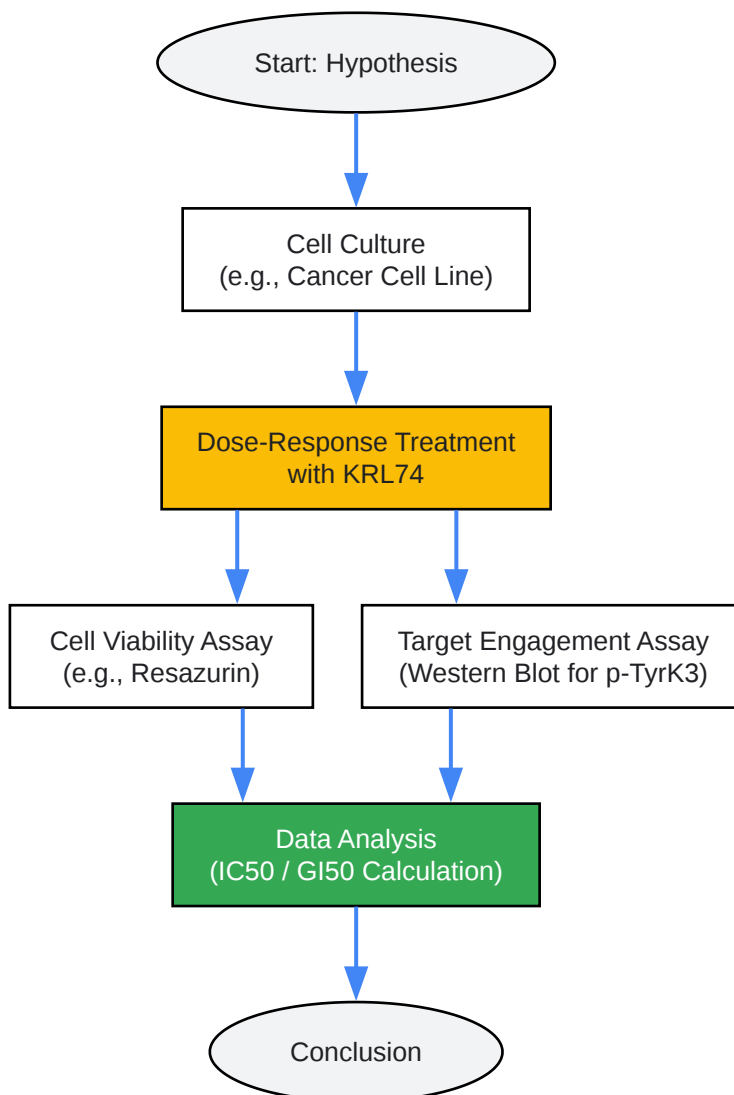 Start: Hypothesis
Cell Culture
(e.g., Cancer Cell Line)
Dose-Response Treatment
with KRL74
Cell Viability Assay
(e.g., Resazurin)
Target Engagement Assay
(Western Blot for p-TyrK3)
Data Analysis
(IC50 / GI50 Calculation)
Conclusion